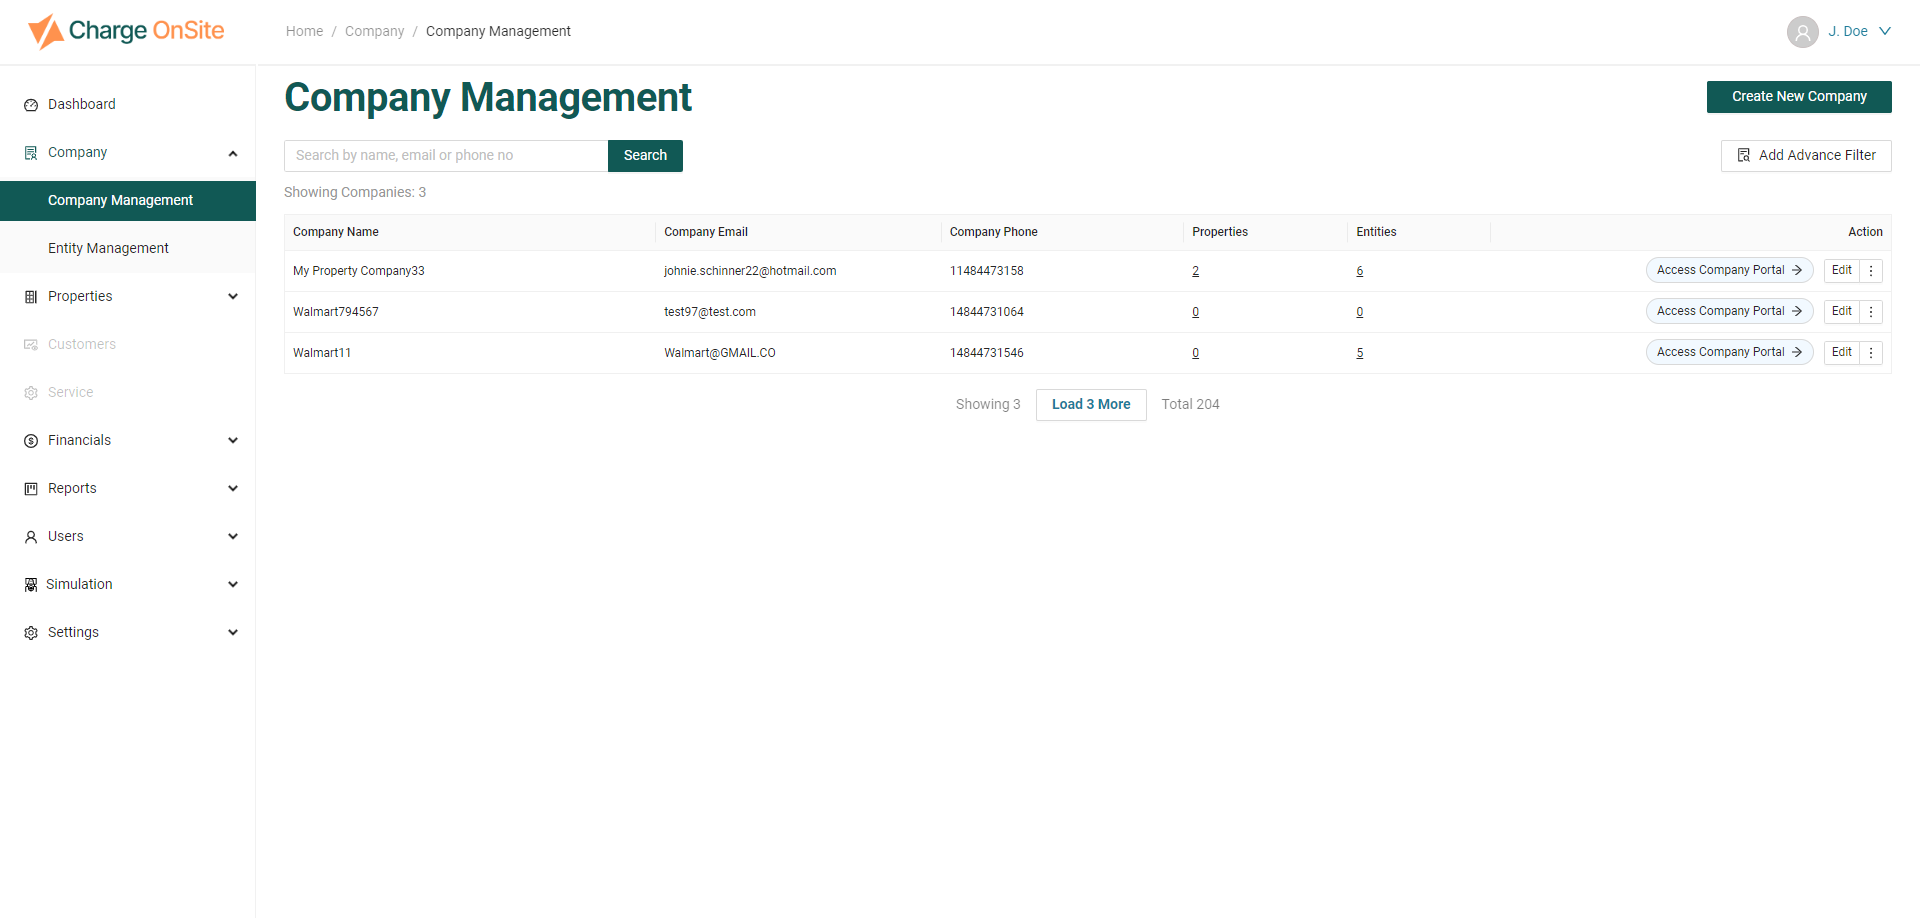 Charge OnSite
Home / Company / Company Management
J. Doe
Dashboard
Company
Company Management
Entity Management
Properties
Customers
Service
Financials
Reports
Users
Simulation
Settings
Company Management
Create New Company
Search by name, email or phone no
Search
Add Advance Filter
Showing Companies: 3
Company Name Company Email Company Phone Properties Entities Action
My Property Company33 johnie.schinner22@hotmail.com 11484473158 2 6 Access Company Portal Edit
Walmart794567 test97@test.com 14844731064 0 0 Access Company Portal Edit
Walmart11 Walmart@GMAIL.CO 14844731546 0 5 Access Company Portal Edit
Showing 3 Load 3 More Total 204